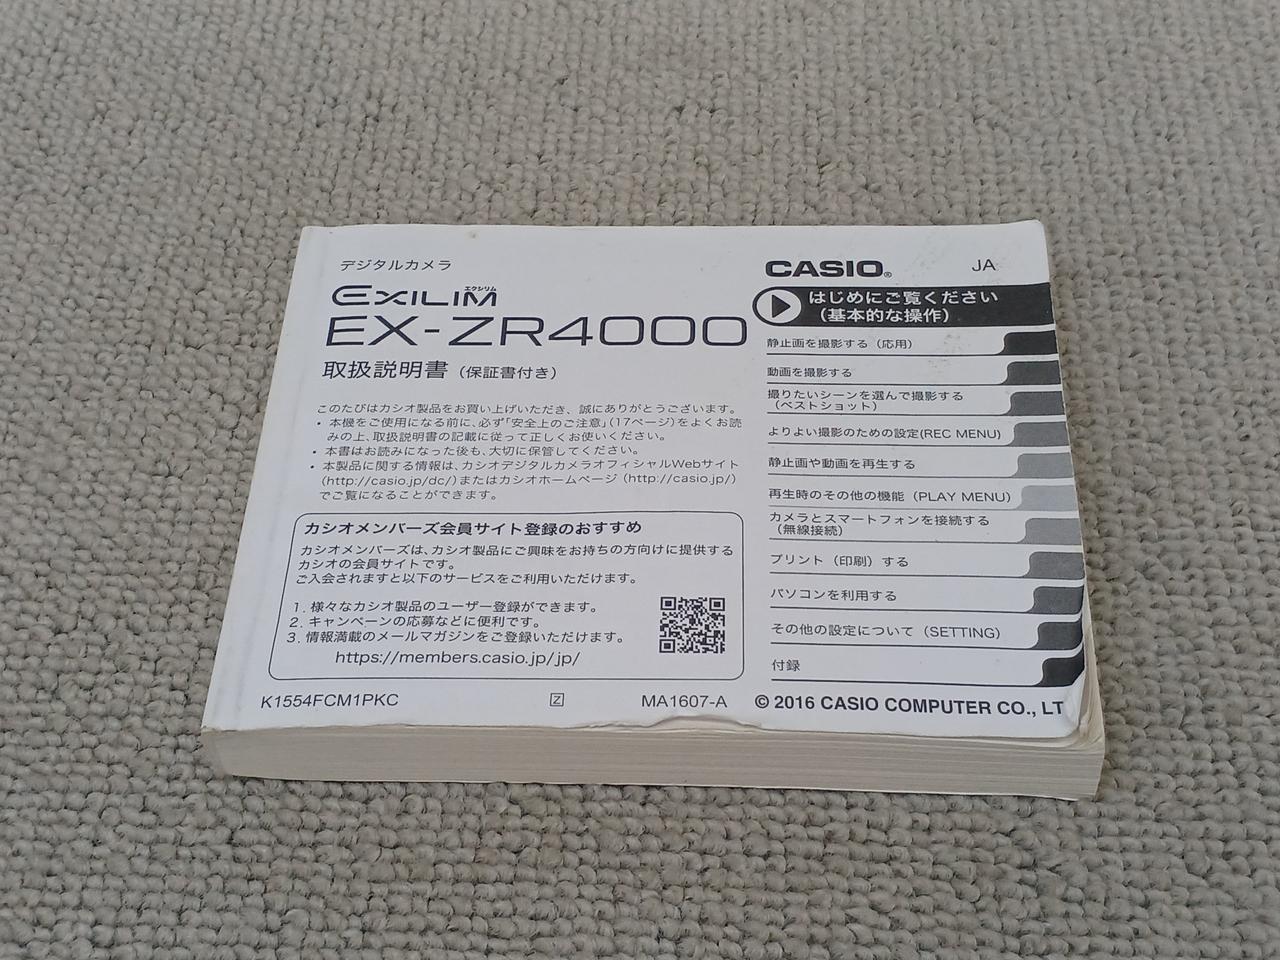 デジタルカメラ
エクシリム
EXILIM
EX-ZR4000
取扱説明書（保証書付き）
このたびはカシオ製品をお買い上げいただき、誠にありがとうございます。
• 本機をご使用になる前に、必ず「安全上のご注意」（17ページ）をよくお読
みの上、取扱説明書の記載に従って正しくお使いください。
• 本書はお読みになった後も、大切に保管してください。
• 本製品に関する情報は、カシオデジタルカメラオフィシャルWebサイト
（http://casio.jp/dc/）またはカシオホームページ（http://casio.jp/）
でご覧になることができます。
カシオメンバーズ会員サイト登録のおすすめ
カシオメンバーズは、カシオ製品にご興味をお持ちの方向けに提供する
カシオの会員サイトです。
ご入会されますと以下のサービスをご利用いただけます。
1. 様々なカシオ製品のユーザー登録ができます。
2. キャンペーンの応募などに便利です。
3. 情報満載のメールマガジンをご登録いただけます。
https://members.casio.jp/jp/
K1554FCM1PKC
Z
MA1607-A
CASIO®
JA
はじめにご覧ください
（基本的な操作）
静止画を撮影する（応用）
動画を撮影する
撮りたいシーンを選んで撮影する
（ベストショット）
よりよい撮影のための設定(REC MENU)
静止画や動画を再生する
再生時のその他の機能（PLAY MENU）
カメラとスマートフォンを接続する
（無線接続）
プリント（印刷）する
パソコンを利用する
その他の設定について（SETTING）
付録
© 2016 CASIO COMPUTER CO., LT